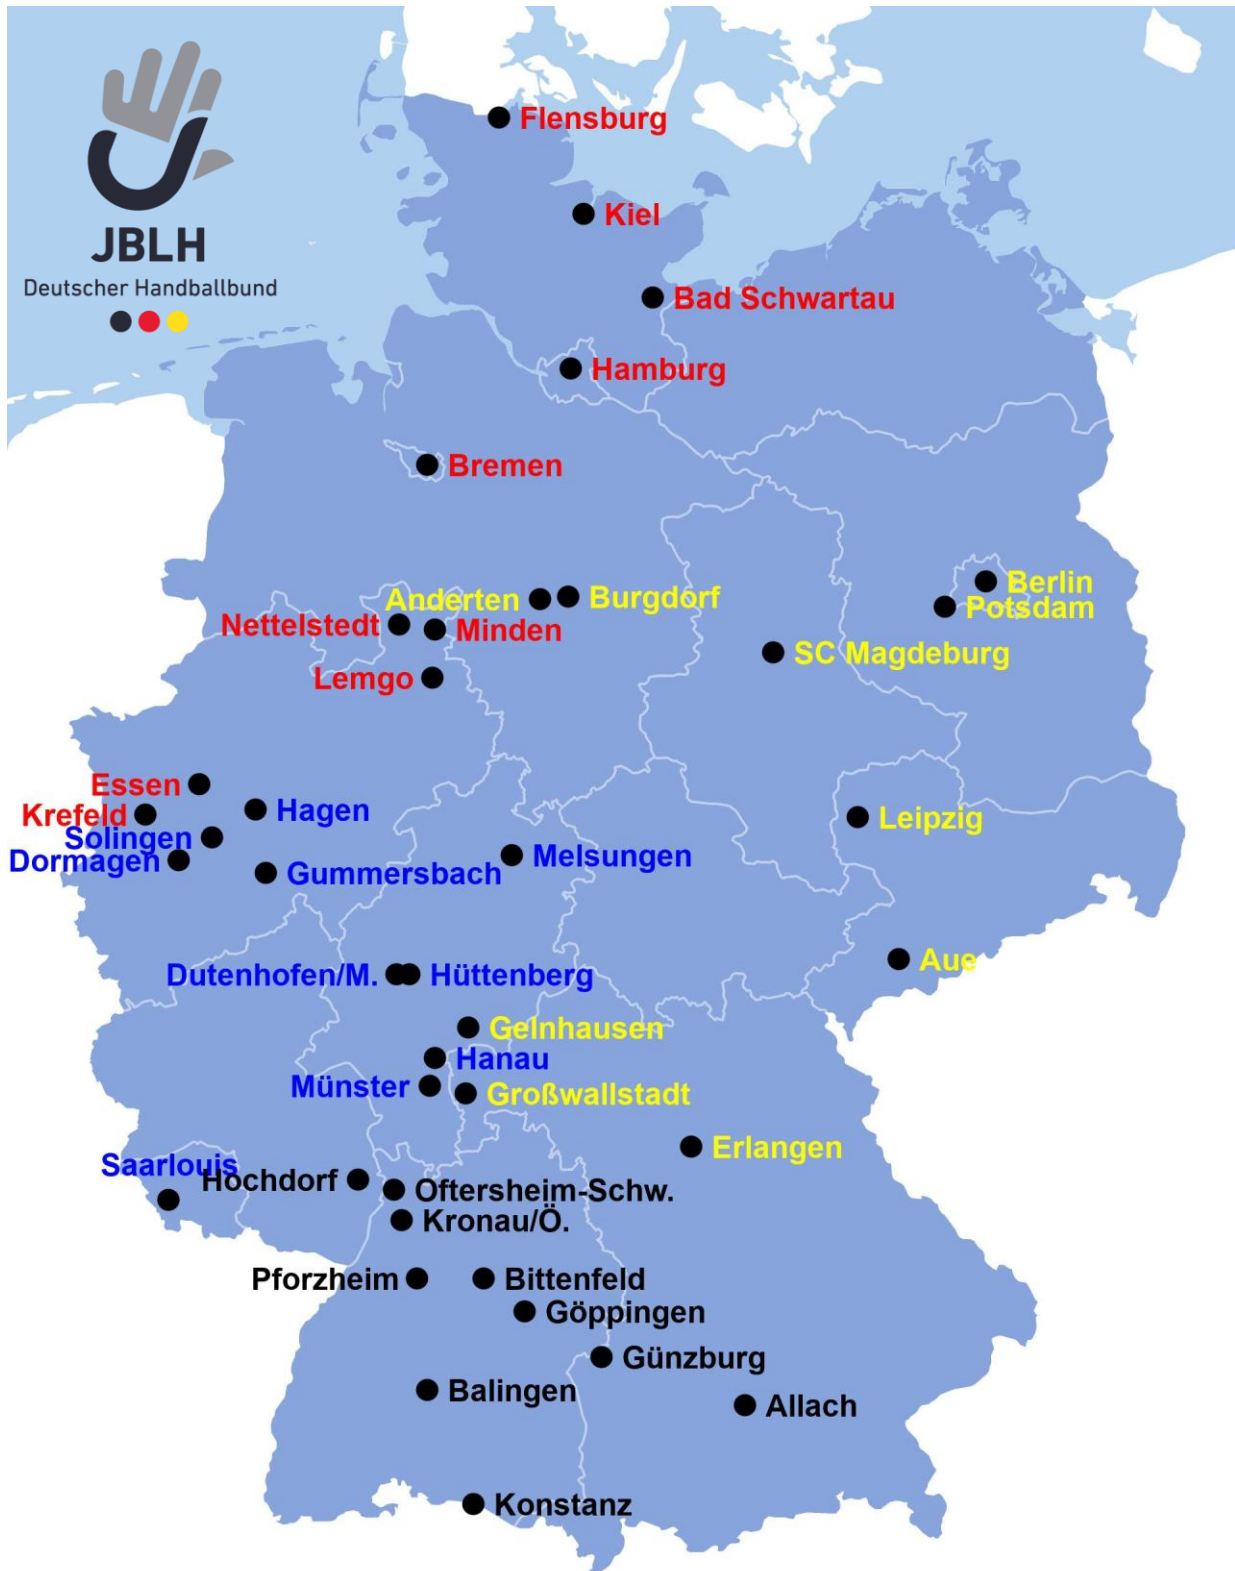 Flensburg
Kiel
JBLH
Deutscher Handballbund
Bad Schwartau
Hamburg
Bremen
Berlin
Anderten
Burgdorf
Potsdam
Nettelstedt
Minden
SC Magdeburg
Lemgo
Essen
Hagen
Krefeld
Leipzig
Solingen
Dormagen
Melsungen
Gummersbach
Aue
Dutenhofen/M.
Hüttenberg
Gelnhausen
Hanau
Münster
Großwallstadt
Erlangen
Saarlouis
Hochdorf
Oftersheim-Schw.
Kronau/Ö.
Pforzheim
Bittenfeld
Göppingen
Günzburg
Balingen
Allach
Konstanz